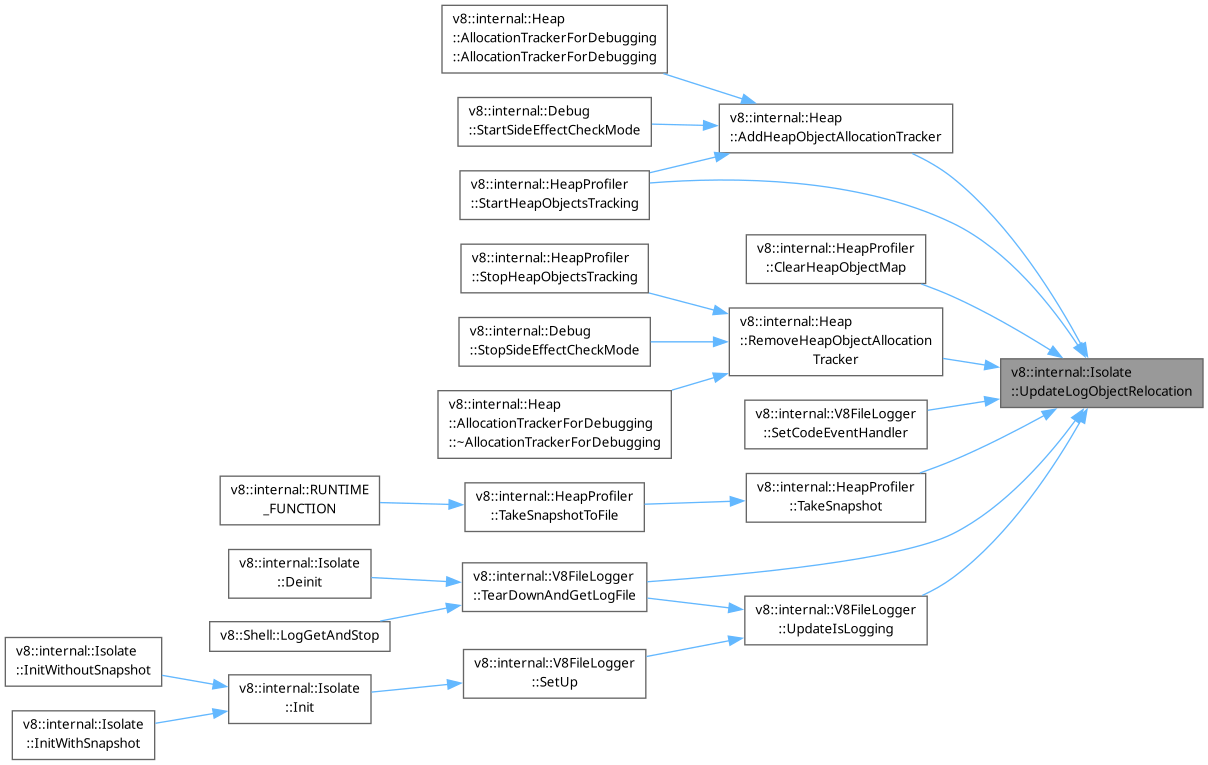 v8::internal::Heap
::AllocationTrackerForDebugging
::AllocationTrackerForDebugging
v8::internal::Debug
::StartSideEffectCheckMode
v8::internal::Heap
::AddHeapObjectAllocationTracker
v8::internal::HeapProfiler
::StartHeapObjectsTracking
v8::internal::HeapProfiler
::ClearHeapObjectMap
v8::internal::HeapProfiler
::StopHeapObjectsTracking
v8::internal::Debug
::StopSideEffectCheckMode
v8::internal::Heap
::RemoveHeapObjectAllocation
Tracker
v8::internal::Isolate
::UpdateLogObjectRelocation
v8::internal::Heap
::AllocationTrackerForDebugging
::~AllocationTrackerForDebugging
v8::internal::V8FileLogger
::SetCodeEventHandler
v8::internal::RUNTIME
_FUNCTION
v8::internal::HeapProfiler
::TakeSnapshotToFile
v8::internal::HeapProfiler
::TakeSnapshot
v8::internal::Isolate
::Deinit
v8::internal::V8FileLogger
::TearDownAndGetLogFile
v8::Shell::LogGetAndStop
v8::internal::V8FileLogger
::UpdateIsLogging
v8::internal::Isolate
::InitWithoutSnapshot
v8::internal::Isolate
::Init
v8::internal::V8FileLogger
::SetUp
v8::internal::Isolate
::InitWithSnapshot